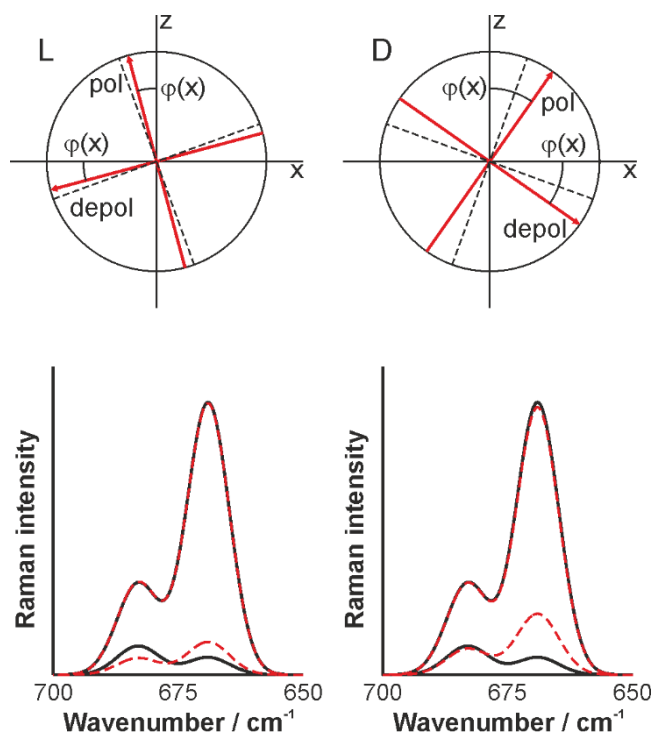 L
z
pol
φ(x)
φ(x)
x
depol
D
z
φ(x)
pol
φ(x)
x
depol
Raman intensity
700
675
650
Wavenumber / cm⁻¹
Raman intensity
700
675
650
Wavenumber / cm⁻¹